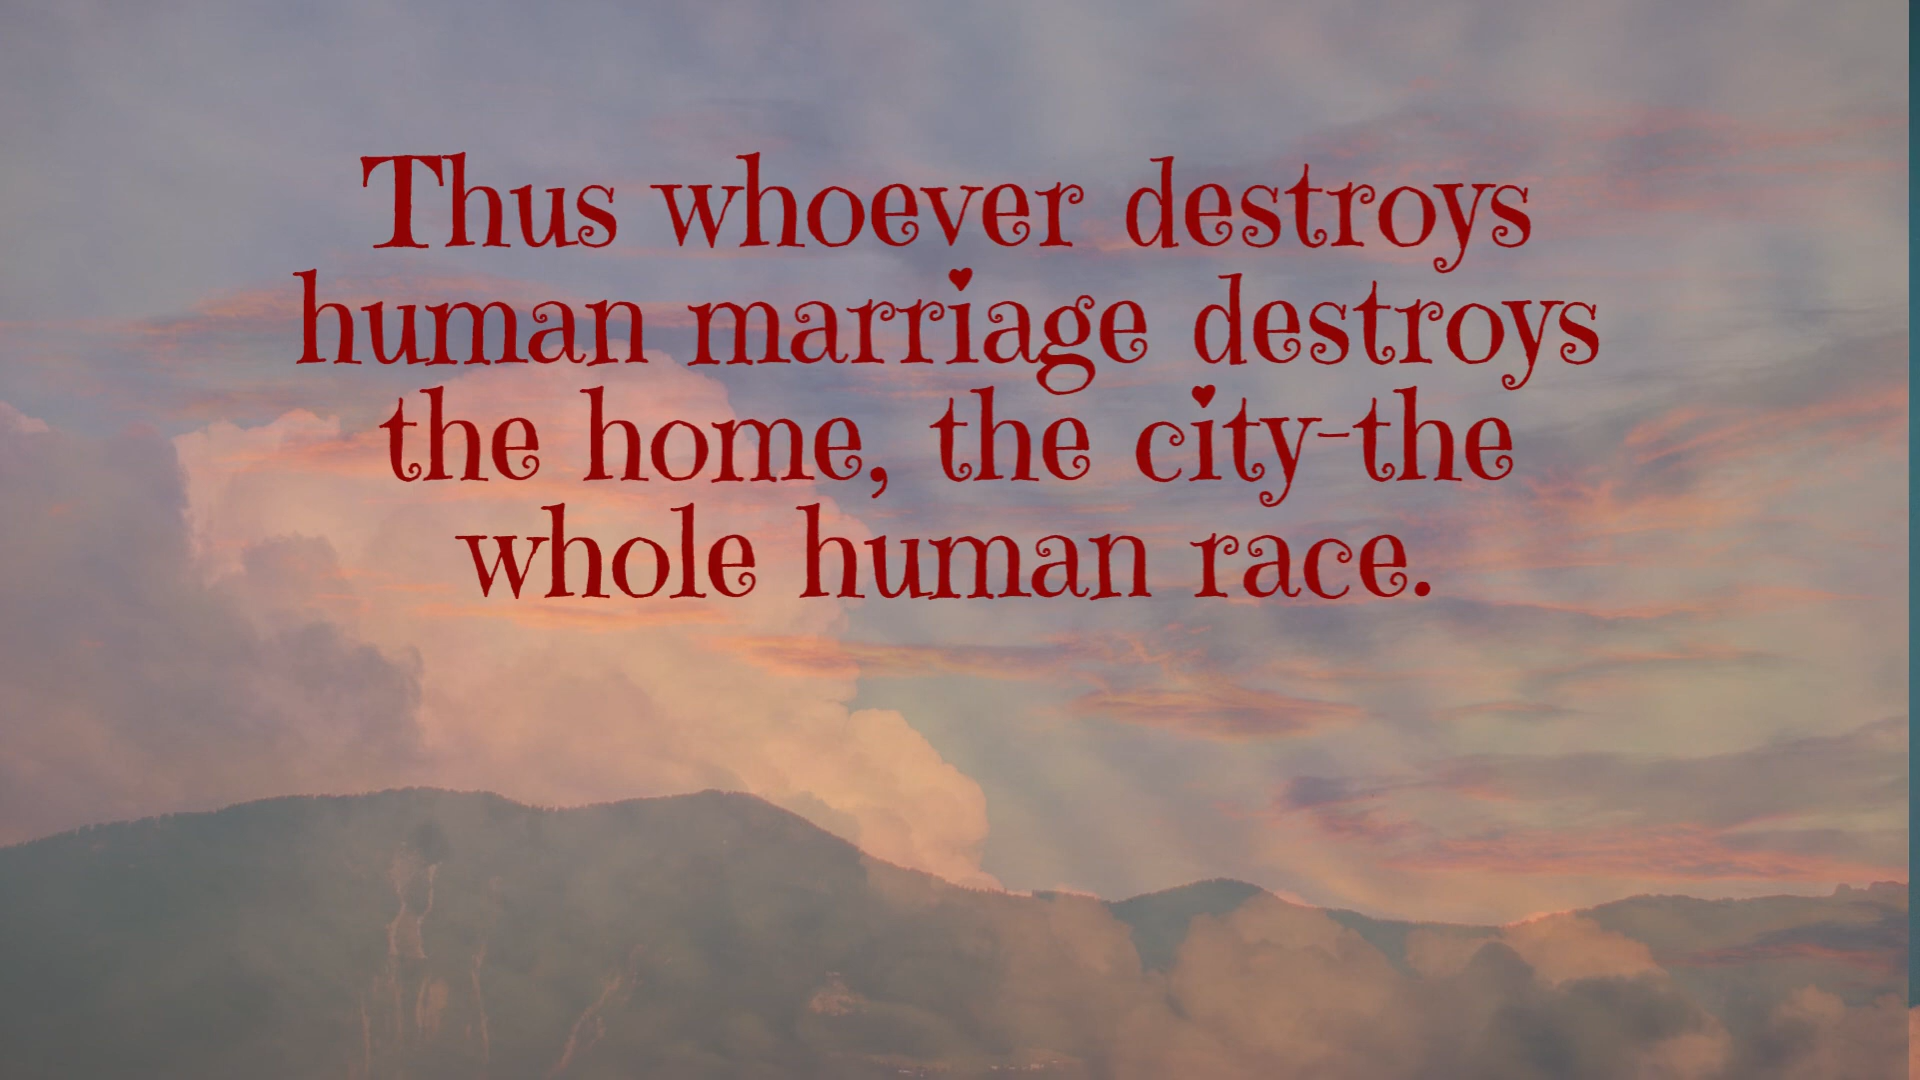 Thus whoever destroys
human marriage destroys
the home, the city-the
whole human race.